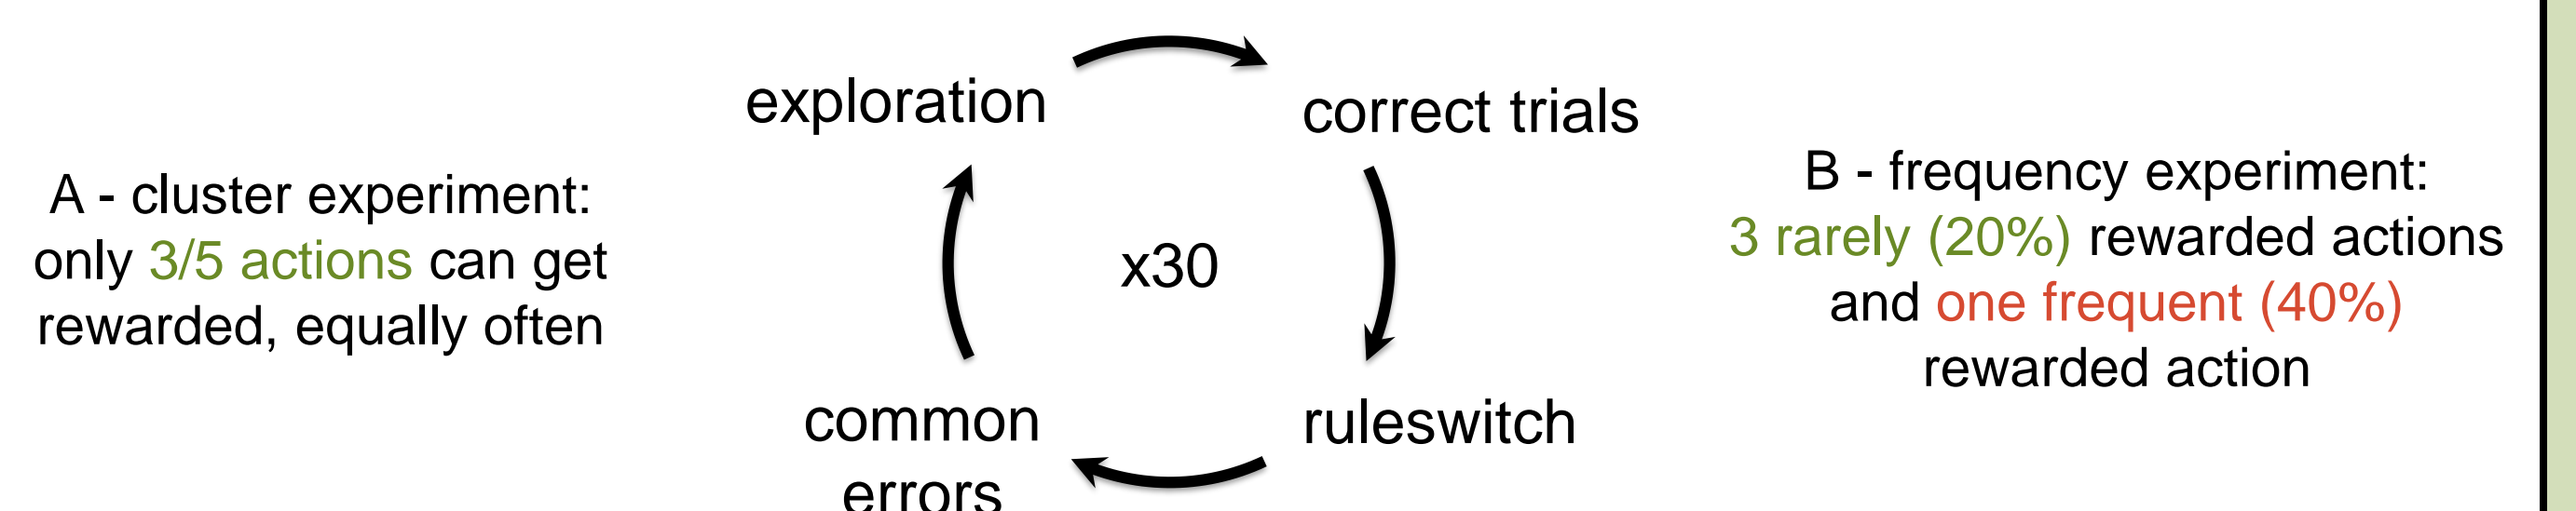 exploration
correct trials
A - cluster experiment:
only 3/5 actions can get
rewarded, equally often
x30
B - frequency experiment:
3 rarely (20%) rewarded actions
and one frequent (40%)
rewarded action
common
errors
ruleswitch